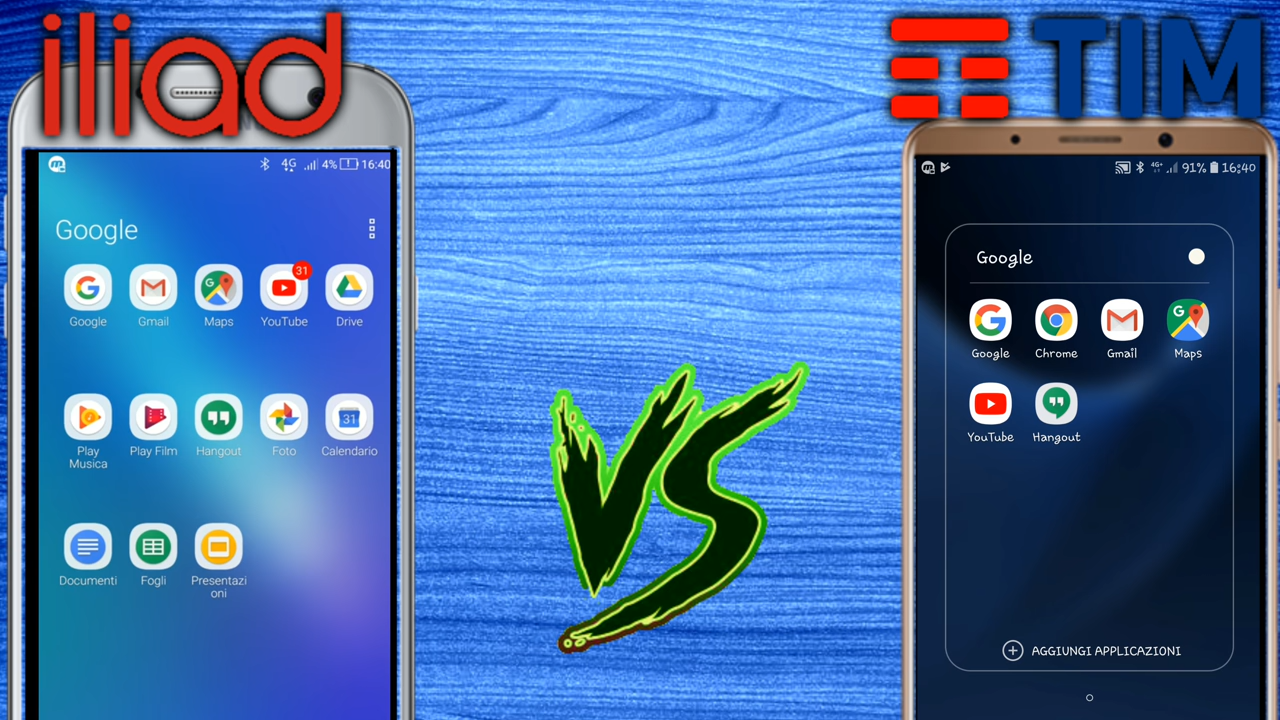 iliad
TIM
4G 4% 16:40
Google
31
Google Gmail Maps YouTube Drive
31
Play Musica Play Film Hangout Foto Calendario
Documenti Fogli Presentazi
oni
VS
4G+ 91% 16:40
Google
Google Chrome Gmail Maps
YouTube Hangout
AGGIUNGI APPLICAZIONI